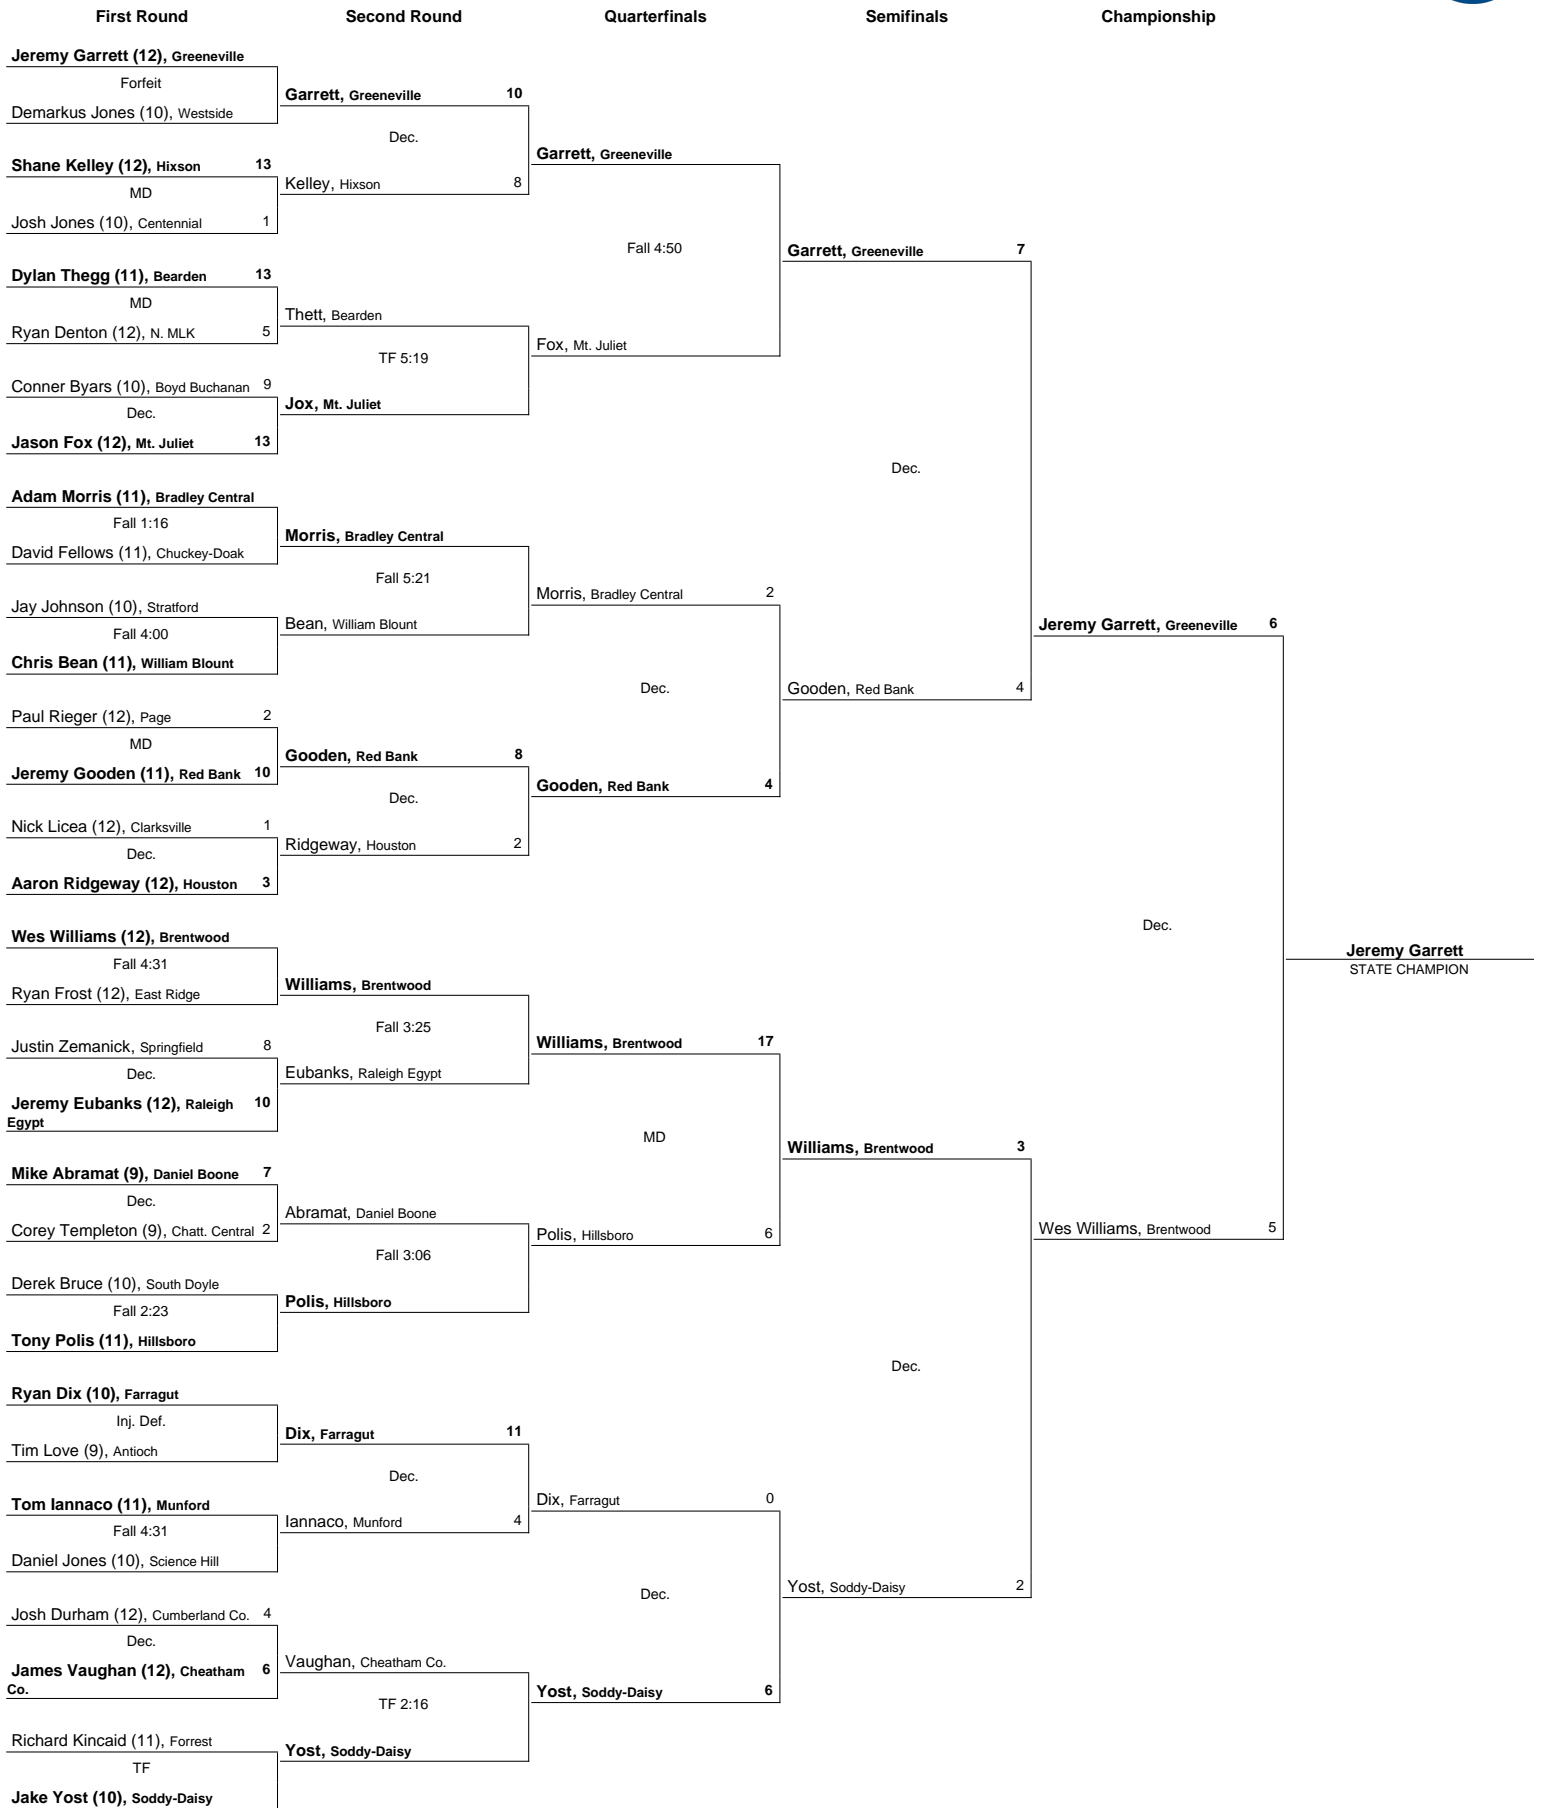 First Round
Second Round
Quarterfinals
Semifinals
Championship
Jeremy Garrett (12), Greeneville
Forfeit
Demarkus Jones (10), Westside
Shane Kelley (12), Hixson 13
MD
Josh Jones (10), Centennial 1
Dylan Thegg (11), Bearden 13
MD
Ryan Denton (12), N. MLK 5
Conner Byars (10), Boyd Buchanan 9
Dec.
Jason Fox (12), Mt. Juliet 13
Adam Morris (11), Bradley Central
Fall 1:16
David Fellows (11), Chuckey-Doak
Jay Johnson (10), Stratford
Fall 4:00
Chris Bean (11), William Blount
Paul Rieger (12), Page 2
MD
Jeremy Gooden (11), Red Bank 10
Nick Licea (12), Clarksville 1
Dec.
Aaron Ridgeway (12), Houston 3
Wes Williams (12), Brentwood
Fall 4:31
Ryan Frost (12), East Ridge
Justin Zemanick, Springfield 8
Dec.
Jeremy Eubanks (12), Raleigh 10
Egypt
Mike Abramat (9), Daniel Boone 7
Dec.
Corey Templeton (9), Chatt. Central 2
Derek Bruce (10), South Doyle
Fall 2:23
Tony Polis (11), Hillsboro
Ryan Dix (10), Farragut
Inj. Def.
Tim Love (9), Antioch
Tom Iannaco (11), Munford
Fall 4:31
Daniel Jones (10), Science Hill
Josh Durham (12), Cumberland Co. 4
Dec.
James Vaughan (12), Cheatham 6
Co.
Richard Kincaid (11), Forrest
TF
Jake Yost (10), Soddy-Daisy
Garrett, Greeneville 10
Dec.
Kelley, Hixson 8
Thett, Bearden
TF 5:19
Jox, Mt. Juliet
Morris, Bradley Central
Fall 5:21
Bean, William Blount
Gooden, Red Bank 8
Dec.
Ridgeway, Houston 2
Williams, Brentwood
Fall 3:25
Eubanks, Raleigh Egypt
Abramat, Daniel Boone
Fall 3:06
Polis, Hillsboro
Dix, Farragut 11
Dec.
Iannaco, Munford 4
Vaughan, Cheatham Co.
TF 2:16
Yost, Soddy-Daisy
Garrett, Greeneville
Fall 4:50
Fox, Mt. Juliet
Morris, Bradley Central 2
Dec.
Gooden, Red Bank 4
Williams, Brentwood 17
MD
Polis, Hillsboro 6
Dix, Farragut 0
Dec.
Yost, Soddy-Daisy 6
Garrett, Greeneville 7
Dec.
Gooden, Red Bank 4
Williams, Brentwood 3
Dec.
Yost, Soddy-Daisy 2
Jeremy Garrett, Greeneville 6
Dec.
Wes Williams, Brentwood 5
Jeremy Garrett
STATE CHAMPION